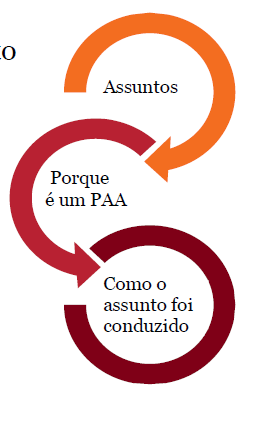 Assuntos
Porque
é um PAA
Como o
assunto foi
conduzido